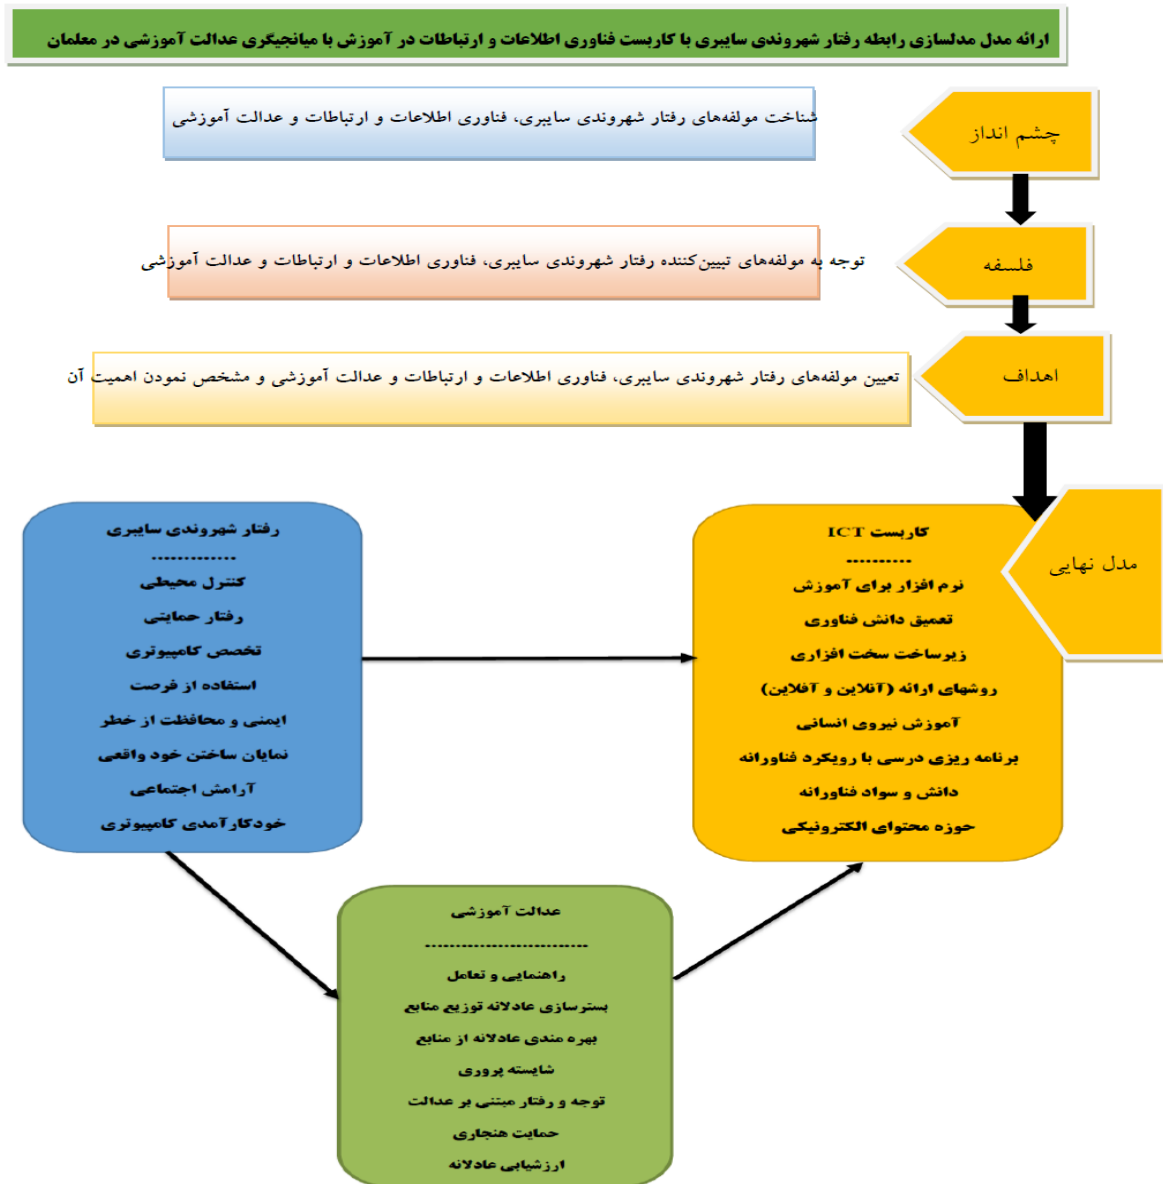 ارائه مدل مدلسازی رابطه رفتار شهروندی سایبری با کاربست فناوری اطلاعات و ارتباطات در آموزش با میانجیگری عدالت آموزشی در معلمان
چشم انداز
شناخت مولفه‌های رفتار شهروندی سایبری، فناوری اطلاعات و ارتباطات و عدالت آموزشی
فلسفه
توجه به مولفه‌های تبیین‌کننده رفتار شهروندی سایبری، فناوری اطلاعات و ارتباطات و عدالت آموزشی
اهداف
تعیین مولفه‌های رفتار شهروندی سایبری، فناوری اطلاعات و ارتباطات و عدالت آموزشی و مشخص نمودن اهمیت آن
مدل نهایی
کاربست ICT
----------
نرم افزار برای آموزش
تعمیق دانش فناوری
زیرساخت سخت افزاری
روشهای ارائه (آنلاین و آفلاین)
آموزش نیروی انسانی
برنامه ریزی درسی با رویکرد فناورانه
دانش و سواد فناورانه
حوزه محتوای الکترونیکی
رفتار شهروندی سایبری
-------------
کنترل محیطی
رفتار حمایتی
تخصص کامپیوتری
استفاده از فرصت
ایمنی و محافظت از خطر
نمایان ساختن خود واقعی
آرامش اجتماعی
خودکارآمدی کامپیوتری
عدالت آموزشی
---------------------------
راهنمایی و تعامل
بسترسازی عادلانه توزیع منابع
بهره مندی عادلانه از منابع
شایسته پروری
توجه و رفتار مبتنی بر عدالت
حمایت هنجاری
ارزشیابی عادلانه